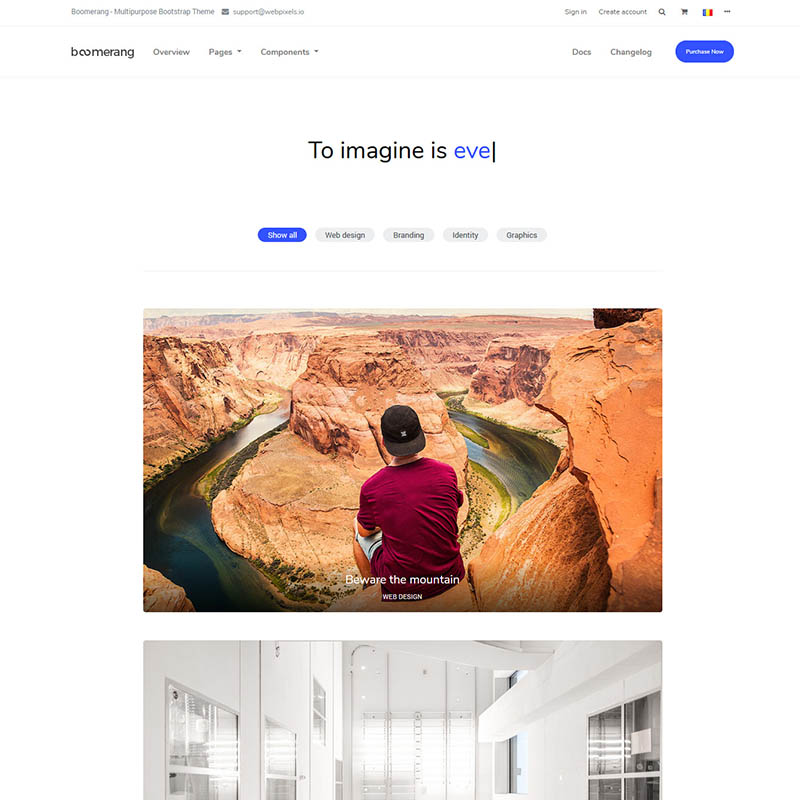 Boomerang - Multipurpose Bootstrap Theme support@webpixels.io Sign in Create account
boomerang Overview Pages Components Docs Changelog Purchase Now
To imagine is eve|
Show all Web design Branding Identity Graphics
Beware the mountain
WEB DESIGN